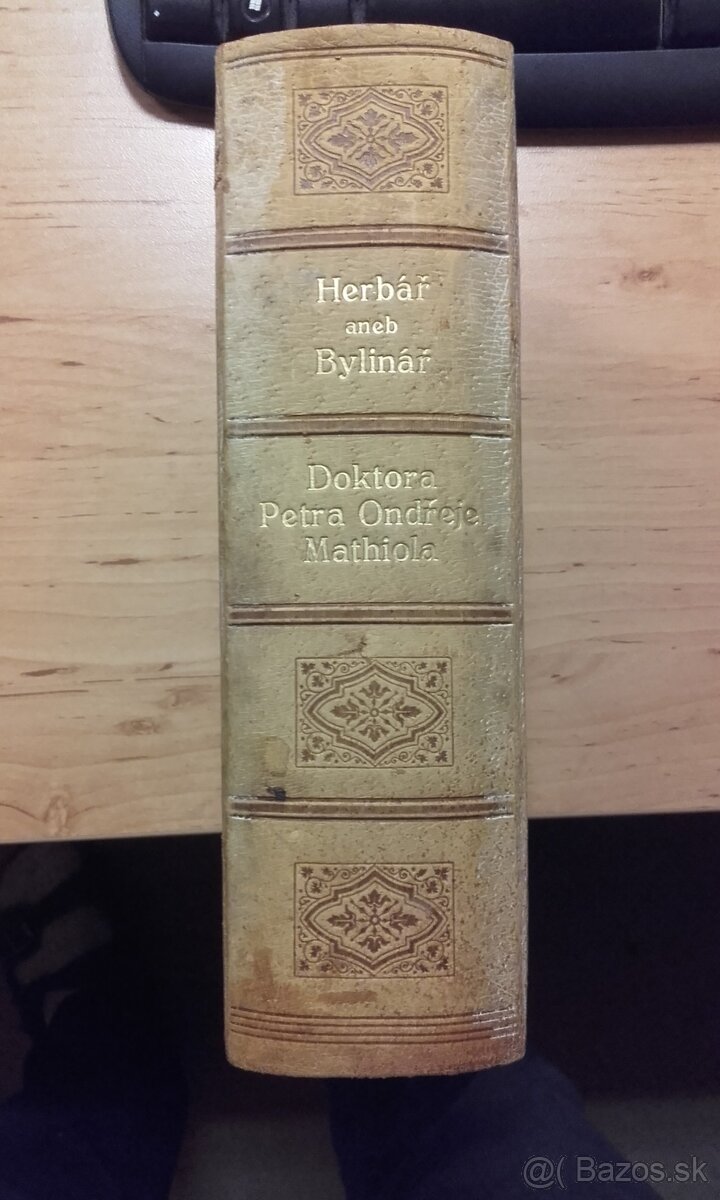 Herbář
aneb
Bylinář
Doktora
Petra Ondřeje
Mathiola
@( Bazos.sk